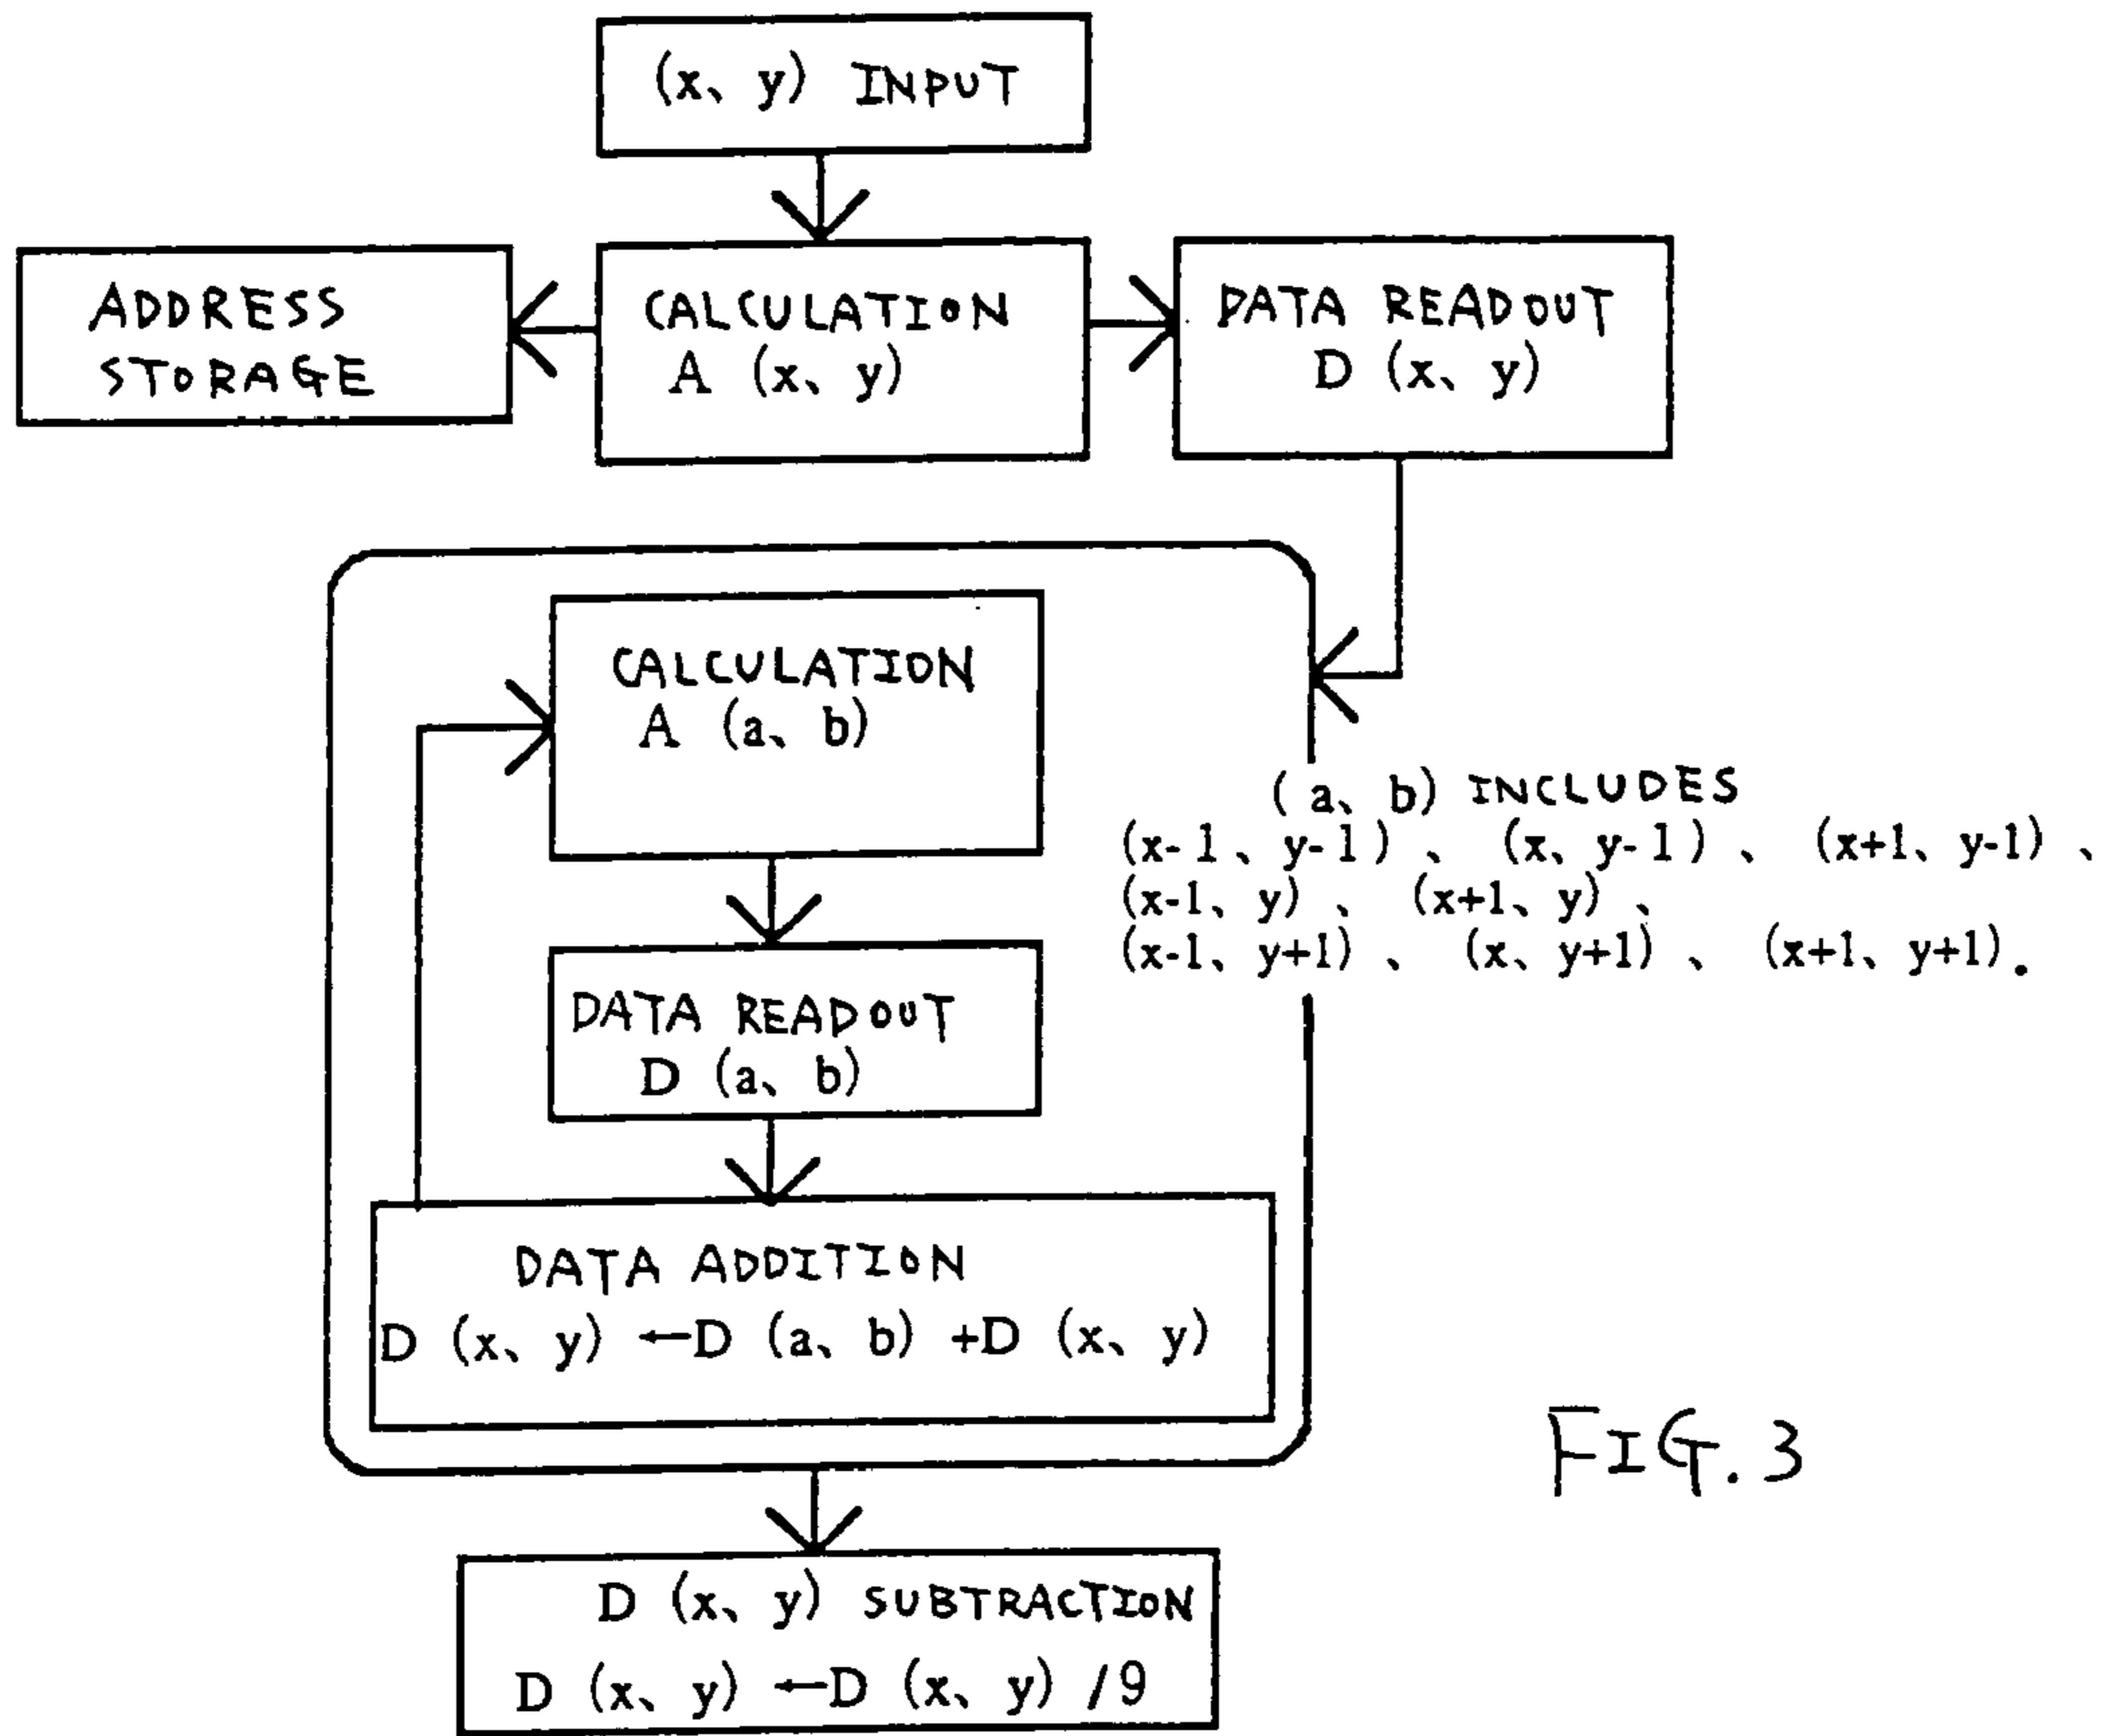 (x、y) INPUT
ADDRESS
STORAGE
CALCULATION
A (x、y)
DATA READOUT
D (x、y)
CALCULATION
A (a、b)
(a、b) INCLUDES
(x-1、y-1)、(x、y-1)、(x+1、y-1)、
(x-1、y)、(x+1、y)、
(x-1、y+1)、(x、y+1)、(x+1、y+1).
DATA READOUT
D (a、b)
DATA ADDITION
D (x、y) ←D (a、b) +D (x、y)
FIG. 3
D (x、y) SUBTRACTION
D (x、y) ←D (x、y) /9